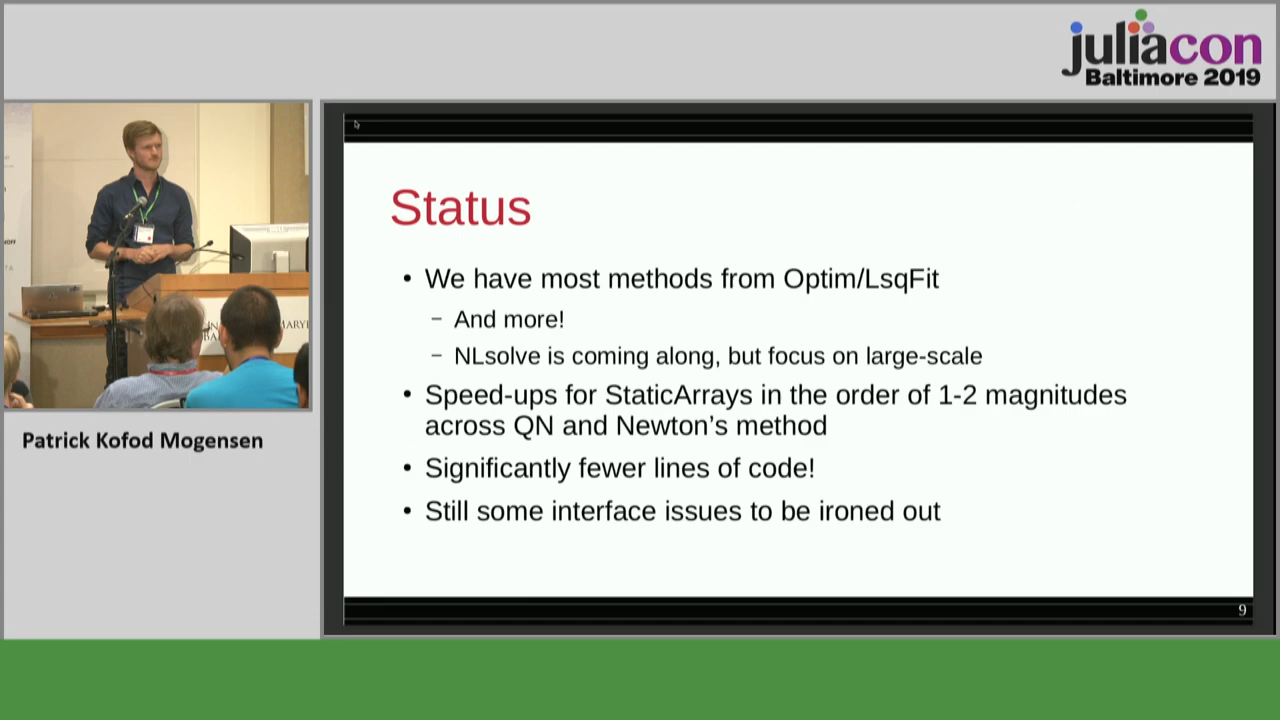 juliacon
Baltimore 2019
Status
• We have most methods from Optim/LsqFit
– And more!
– NLsolve is coming along, but focus on large-scale
• Speed-ups for StaticArrays in the order of 1-2 magnitudes
across QN and Newton's method
• Significantly fewer lines of code!
• Still some interface issues to be ironed out
9
Patrick Kofod Mogensen